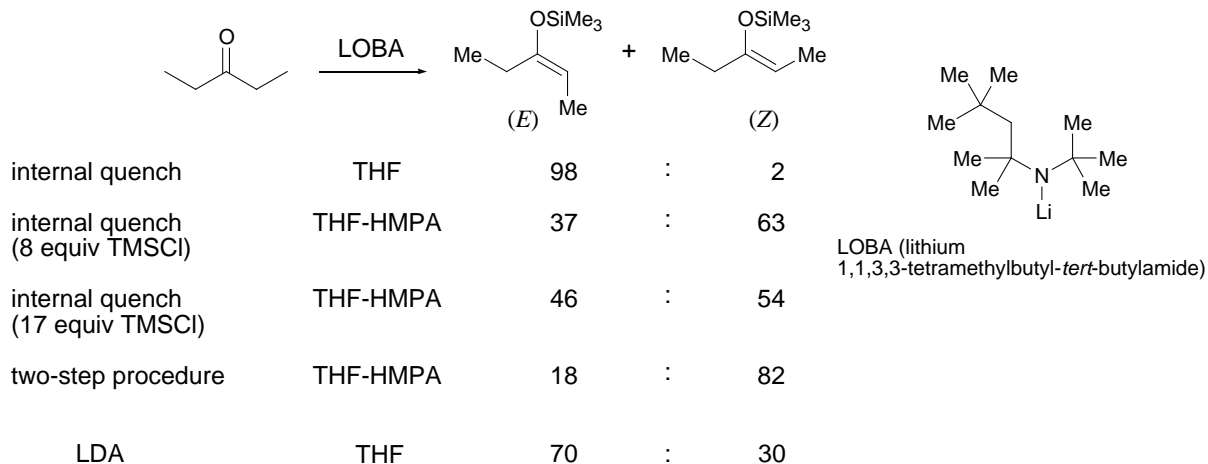 OSiMe3
OSiMe3
O
LOBA
Me
+
Me
Me
Me
(E)
(Z)
Me
Me
Me
Me
Me
Me
N
Me
Me
Li
internal quench THF 98 : 2
internal quench THF-HMPA 37 : 63
(8 equiv TMSCl)
LOBA (lithium
1,1,3,3-tetramethylbutyl-tert-butylamide)
internal quench THF-HMPA 46 : 54
(17 equiv TMSCl)
two-step procedure THF-HMPA 18 : 82
LDA THF 70 : 30